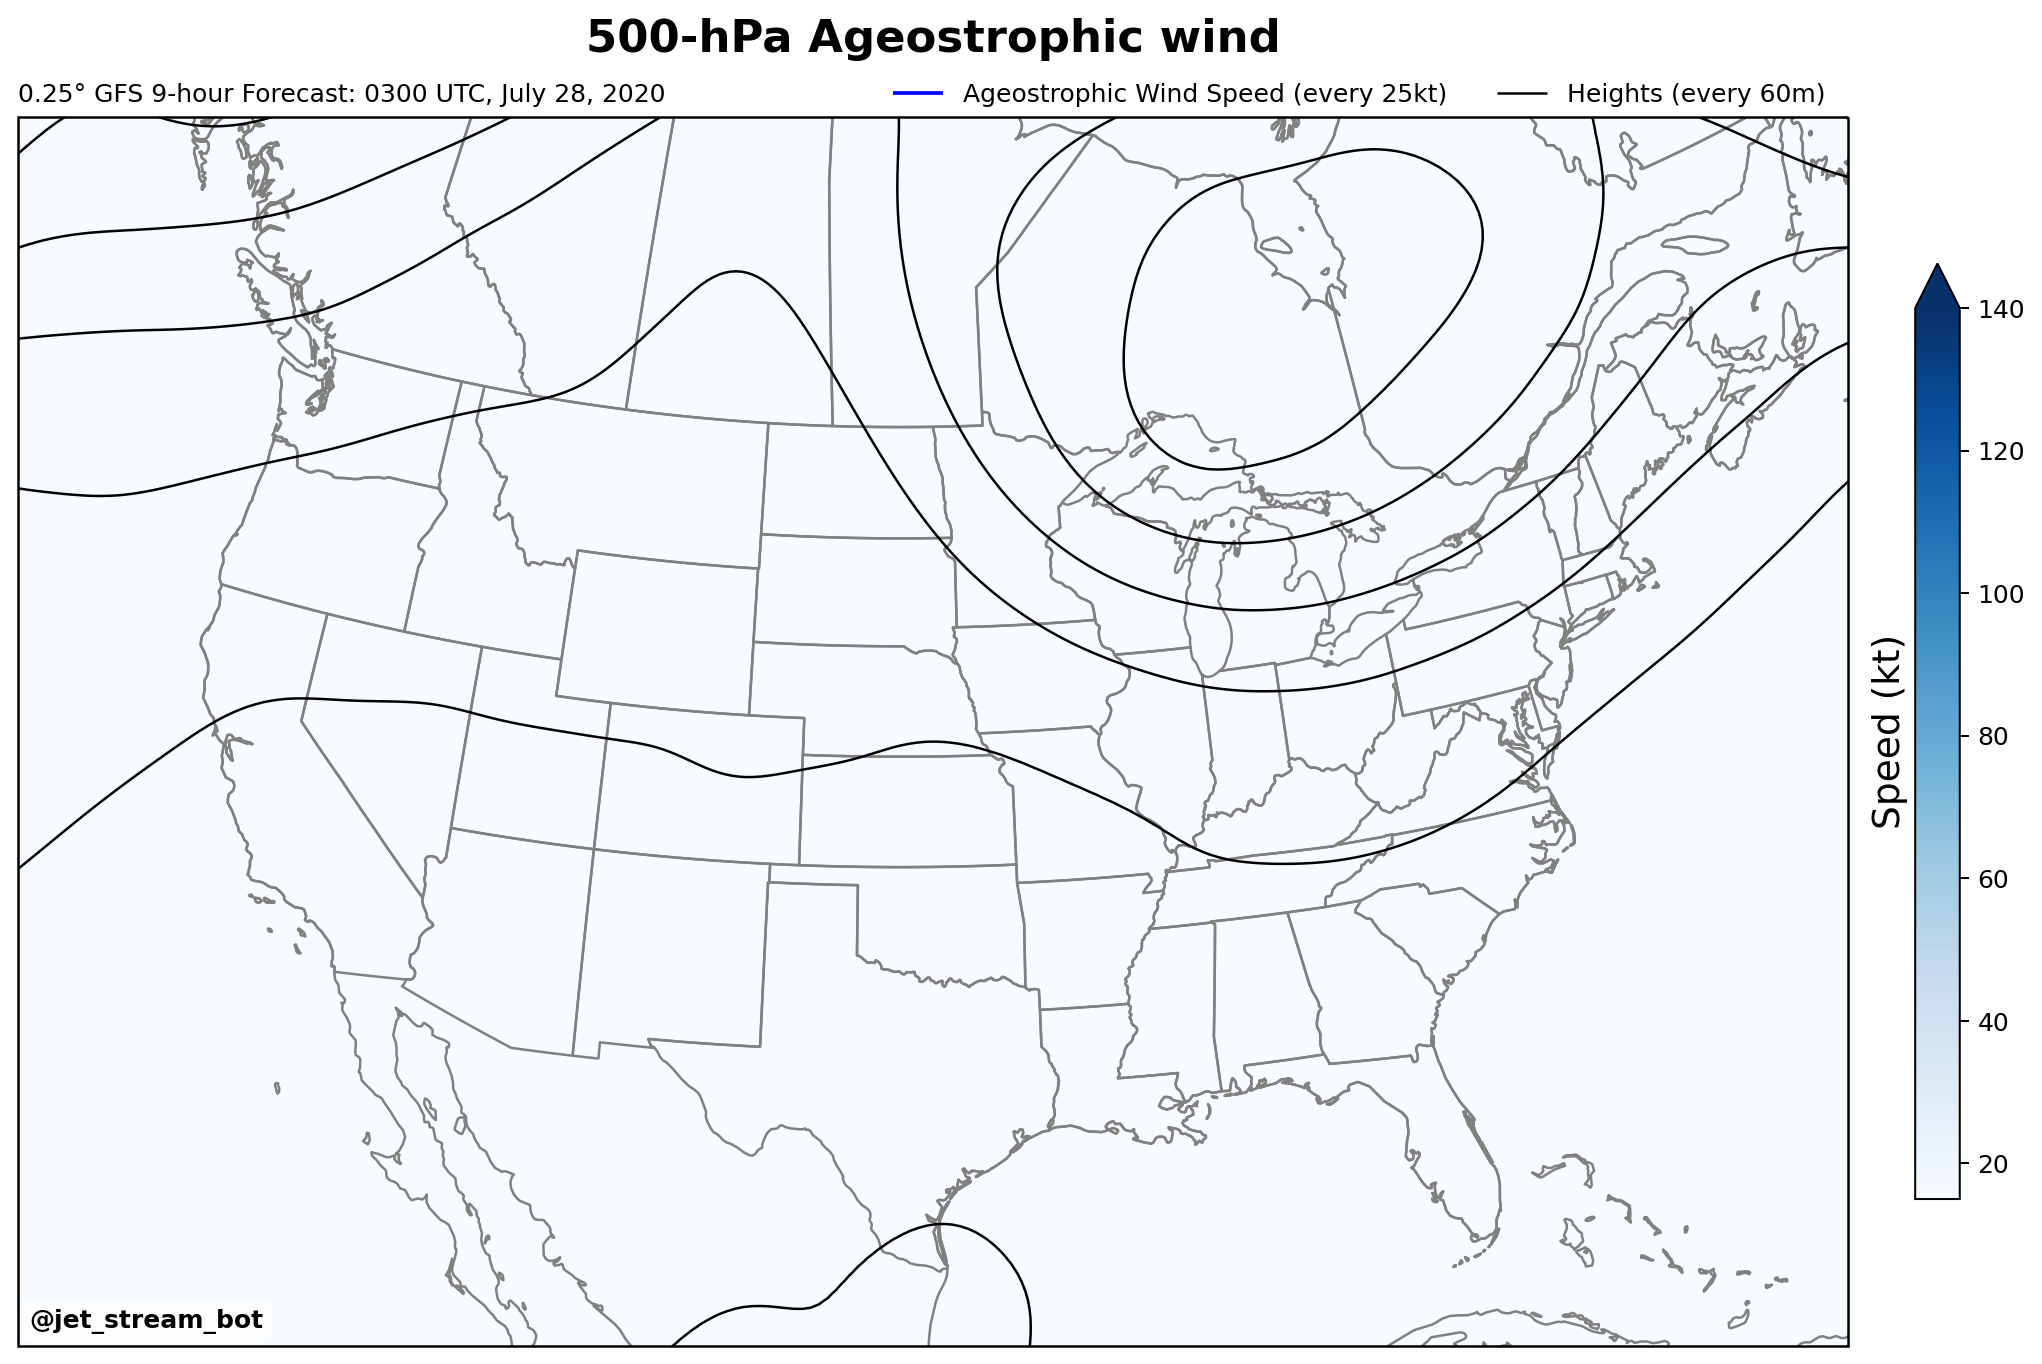 500-hPa Ageostrophic wind
0.25° GFS 9-hour Forecast: 0300 UTC, July 28, 2020
Ageostrophic Wind Speed (every 25kt)
Heights (every 60m)
140
120
100
80
60
40
20
Speed (kt)
@jet_stream_bot